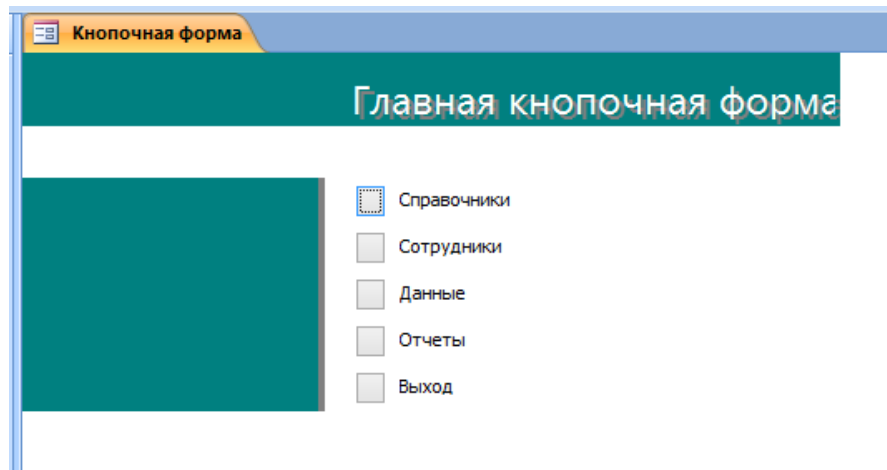 Кнопочная форма
Главная кнопочная форма
Справочники
Сотрудники
Данные
Отчеты
Выход